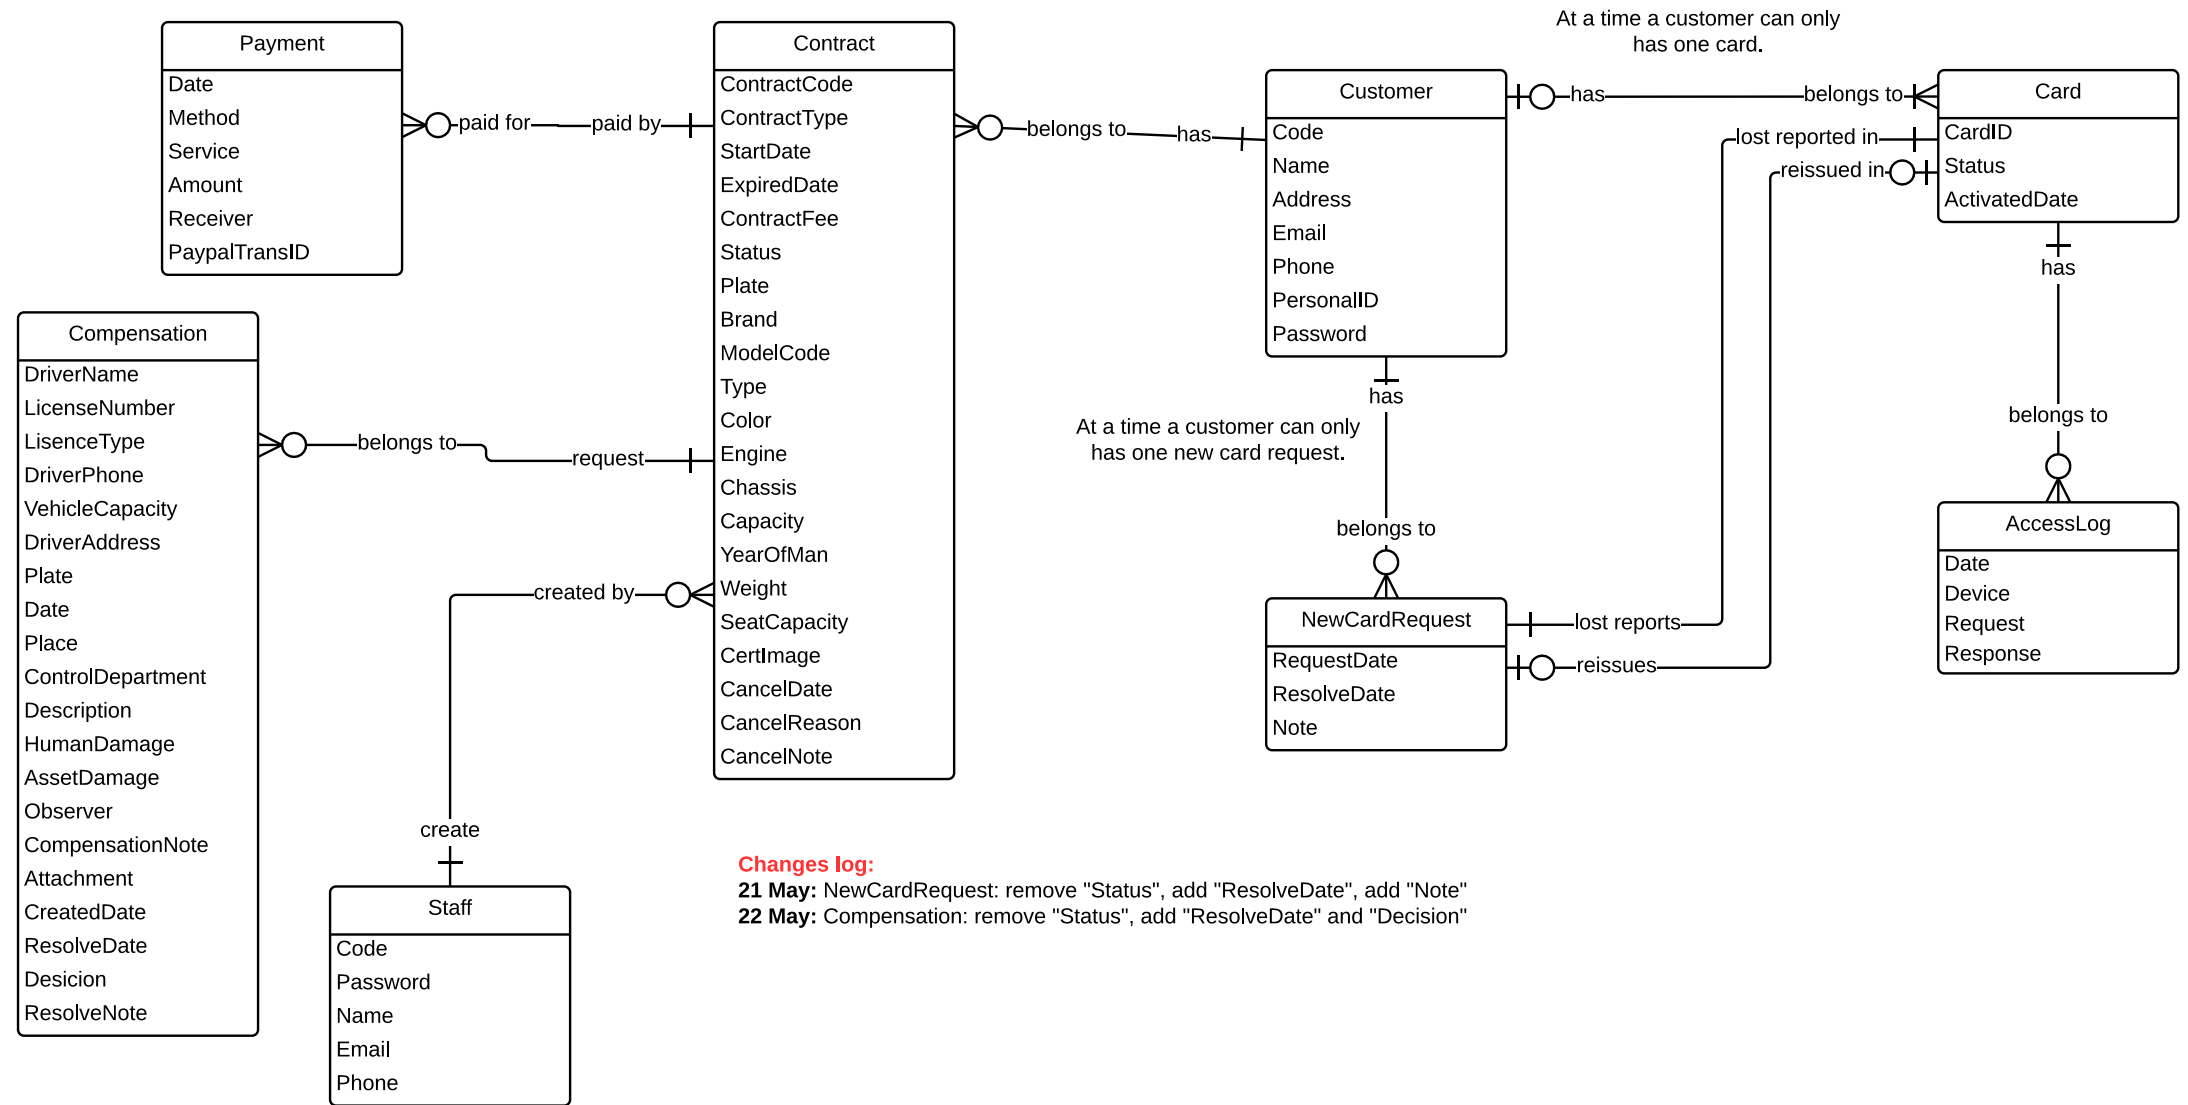 Payment
Date
Method
Service
Amount
Receiver
PaypalTransID
paid for
paid by
Contract
ContractCode
ContractType
StartDate
ExpiredDate
ContractFee
Status
Plate
Brand
ModelCode
Type
Color
Engine
Chassis
Capacity
YearOfMan
Weight
SeatCapacity
CertImage
CancelDate
CancelReason
CancelNote
belongs to
has
Customer
Code
Name
Address
Email
Phone
PersonalID
Password
At a time a customer can only
has one card.
has
belongs to
Card
CardID
Status
ActivatedDate
lost reported in
reissued in
has
belongs to
AccessLog
Date
Device
Request
Response
has
At a time a customer can only
has one new card request.
belongs to
NewCardRequest
RequestDate
ResolveDate
Note
lost reports
reissues
Compensation
DriverName
LicenseNumber
LisenceType
DriverPhone
VehicleCapacity
DriverAddress
Plate
Date
Place
ControlDepartment
Description
HumanDamage
AssetDamage
Observer
CompensationNote
Attachment
CreatedDate
ResolveDate
Desicion
ResolveNote
belongs to
request
created by
create
Staff
Code
Password
Name
Email
Phone
Changes log:
21 May: NewCardRequest: remove "Status", add "ResolveDate", add "Note"
22 May: Compensation: remove "Status", add "ResolveDate" and "Decision"